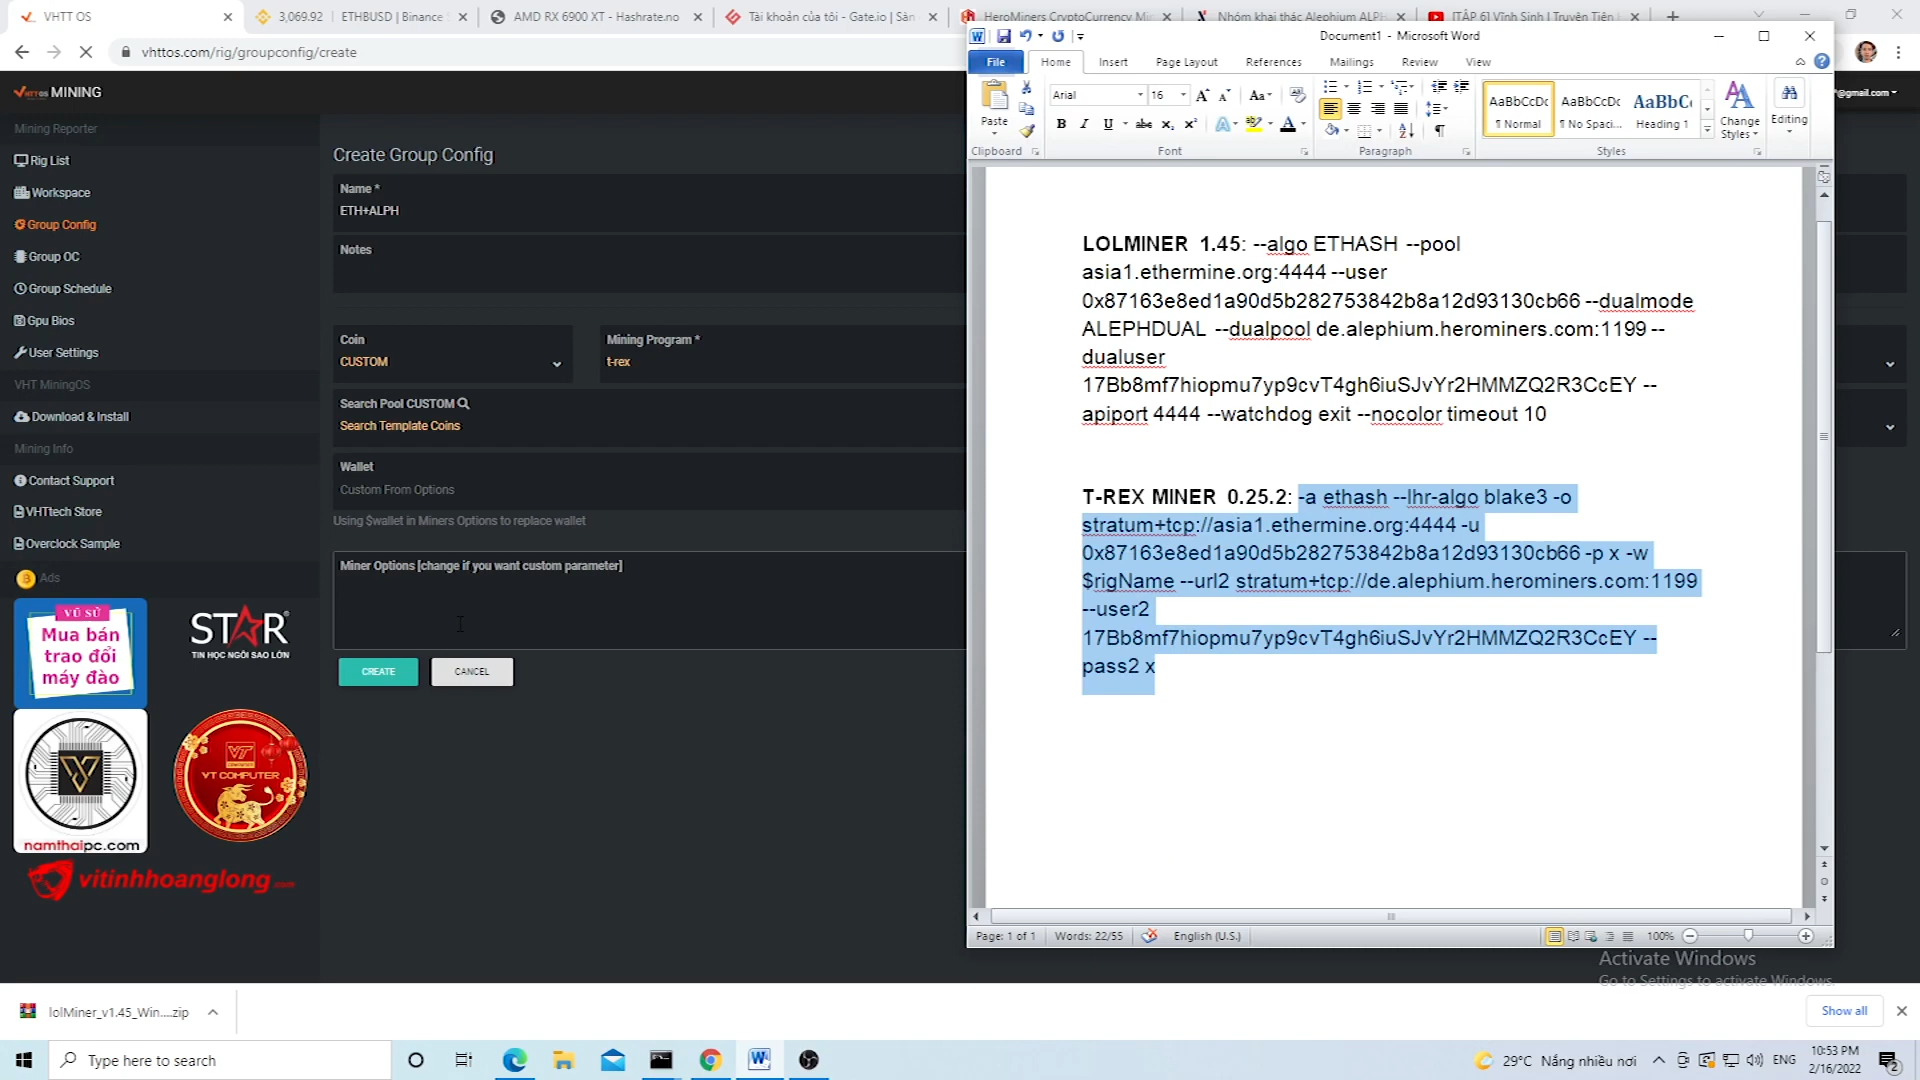 VHTT OS
3,069.92 | ETHBUSD | Binance
AMD RX 6900 XT - Hashrate.no
Tài khoản của tôi - Gate.io | Sàn
HeroMiners CryptoCurrency Mi
Nhóm khai thác Alephium ALPH
[TẬP 6] Vĩnh Sinh | Truyện Tiên
vhttos.com/rig/groupconfig/create
MINING
@gmail.com
Mining Reporter
Rig List
Workspace
Group Config
Group OC
Group Schedule
Gpu Bios
User Settings
VHT MiningOS
Download & Install
Mining Info
Contact Support
VHTtech Store
Overclock Sample
Ads
VŨ SỬ
Mua bán
trao đổi
máy đào
STAR
TIN HỌC NGÔI SAO LỚN
namthaipc.com
VT
VT COMPUTER
vitinhhoanglong.com
Create Group Config
Name *
ETH+ALPH
Notes
Coin
CUSTOM
Mining Program *
t-rex
Search Pool CUSTOM
Search Template Coins
Wallet
Custom From Options
Using $wallet in Miners Options to replace wallet
Miner Options [change if you want custom parameter]
CREATE
CANCEL
Document1 - Microsoft Word
File
Home
Insert
Page Layout
References
Mailings
Review
View
Paste
Arial
16
AaBbCcDc
¶ Normal
AaBbCcDc
¶ No Spaci...
AaBbC
Heading 1
Change
Styles
Editing
Clipboard
Font
Paragraph
Styles
LOLMINER 1.45: --algo ETHASH --pool
asia1.ethermine.org:4444 --user
0x87163e8ed1a90d5b282753842b8a12d93130cb66 --dualmode
ALEPHDUAL --dualpool de.alephium.herominers.com:1199 --
dualuser
17Bb8mf7hiopmu7yp9cvT4gh6iuSJvYr2HMMZQ2R3CcEY --
apiport 4444 --watchdog exit --nocolor timeout 10
T-REX MINER 0.25.2: -a ethash --lhr-algo blake3 -o
stratum+tcp://asia1.ethermine.org:4444 -u
0x87163e8ed1a90d5b282753842b8a12d93130cb66 -p x -w
$rigName --url2 stratum+tcp://de.alephium.herominers.com:1199
--user2
17Bb8mf7hiopmu7yp9cvT4gh6iuSJvYr2HMMZQ2R3CcEY --
pass2 x
Page: 1 of 1
Words: 22/55
English (U.S.)
100%
Activate Windows
Go to Settings to activate Windows.
lolMiner_v1.45_Win....zip
Show all
Type here to search
29°C Nắng nhiều nơi
ENG
10:53 PM
2/16/2022
2